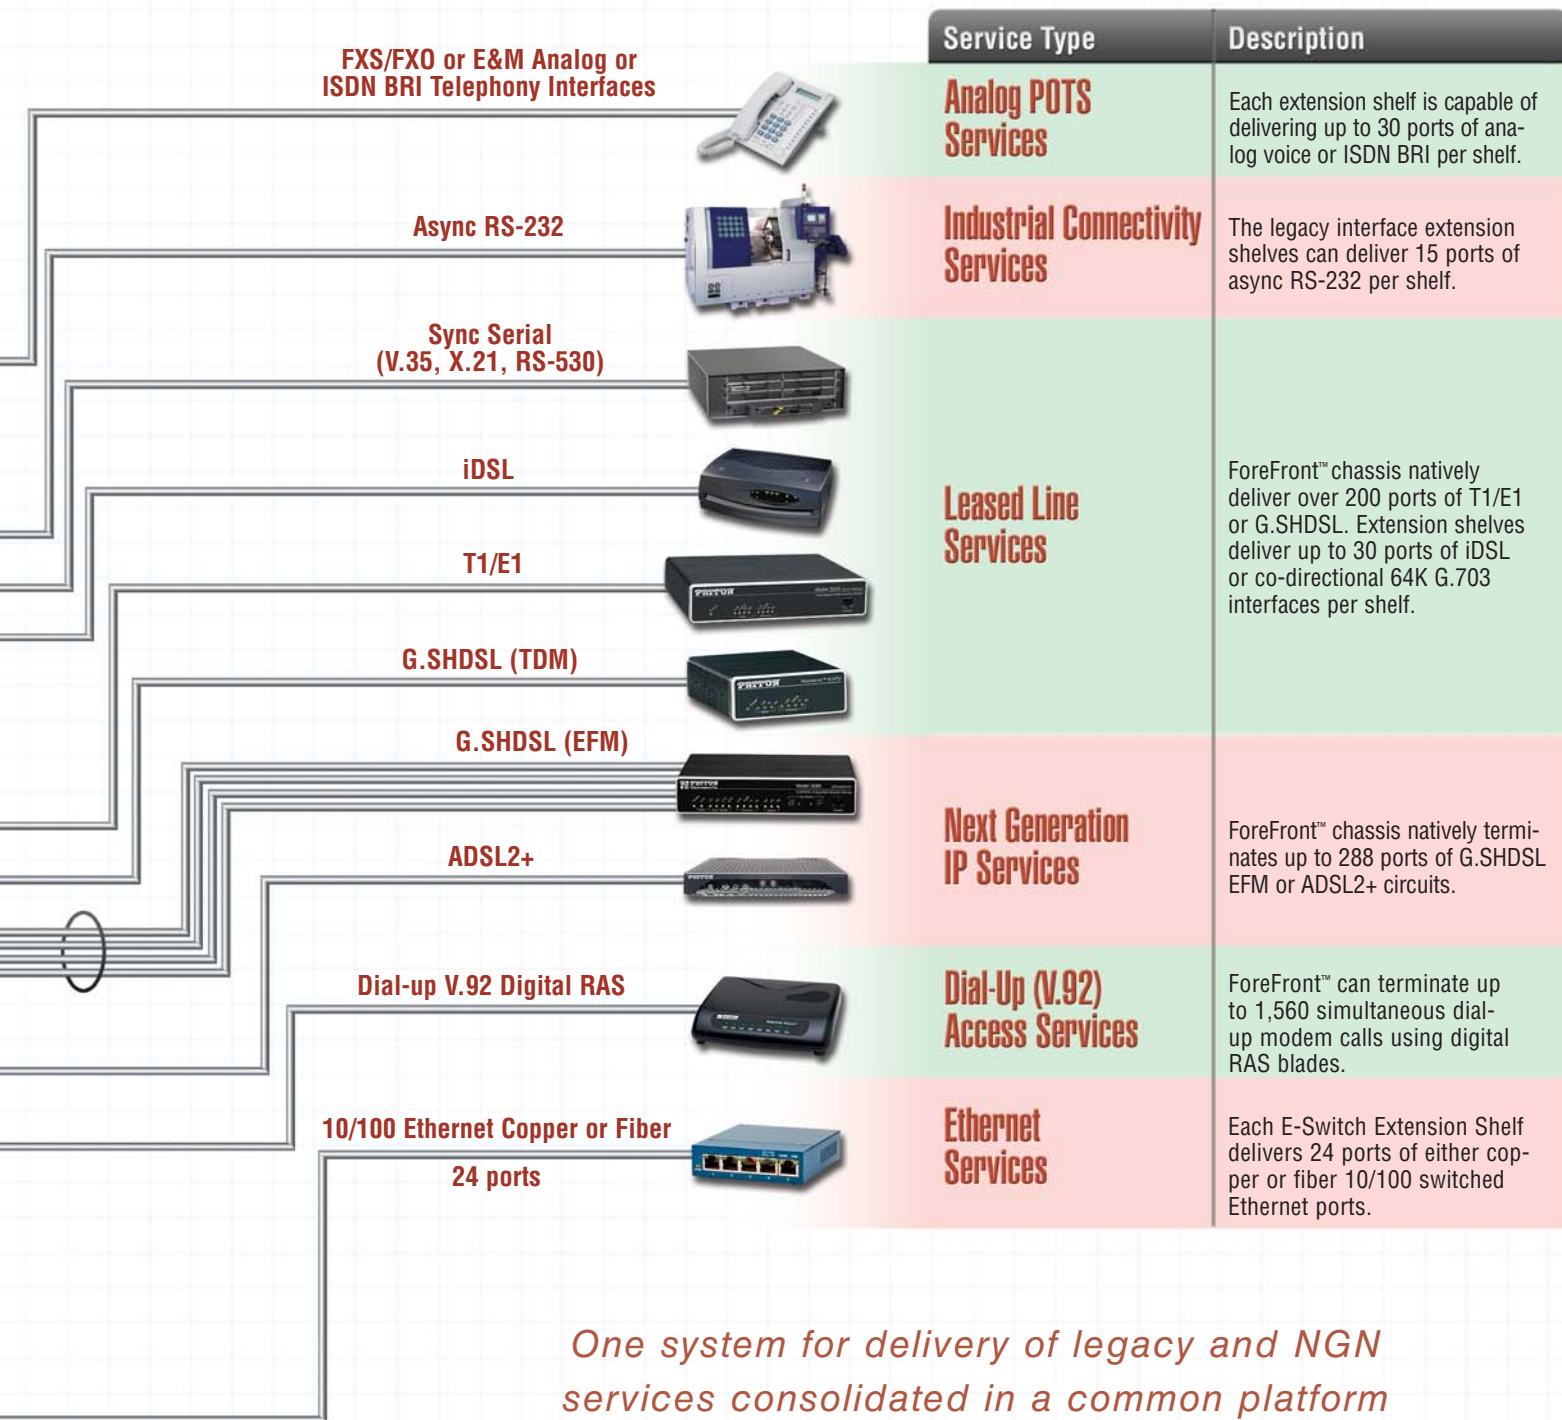 Service Type
Description
FXS/FXO or E&M Analog or
ISDN BRI Telephony Interfaces
Analog POTS
Services
Each extension shelf is capable of
delivering up to 30 ports of ana-
log voice or ISDN BRI per shelf.
Async RS-232
Industrial Connectivity
Services
The legacy interface extension
shelves can deliver 15 ports of
async RS-232 per shelf.
Sync Serial
(V.35, X.21, RS-530)
iDSL
T1/E1
PATTON
G.SHDSL (TDM)
PATTON
Leased Line
Services
ForeFront™ chassis natively
deliver over 200 ports of T1/E1
or G.SHDSL. Extension shelves
deliver up to 30 ports of iDSL
or co-directional 64K G.703
interfaces per shelf.
G.SHDSL (EFM)
PATTON
ADSL2+
PATTON
Next Generation
IP Services
ForeFront™ chassis natively termi-
nates up to 288 ports of G.SHDSL
EFM or ADSL2+ circuits.
Dial-up V.92 Digital RAS
Dial-Up (V.92)
Access Services
ForeFront™ can terminate up
to 1,560 simultaneous dial-
up modem calls using digital
RAS blades.
10/100 Ethernet Copper or Fiber
24 ports
Ethernet
Services
Each E-Switch Extension Shelf
delivers 24 ports of either cop-
per or fiber 10/100 switched
Ethernet ports.
One system for delivery of legacy and NGN
services consolidated in a common platform